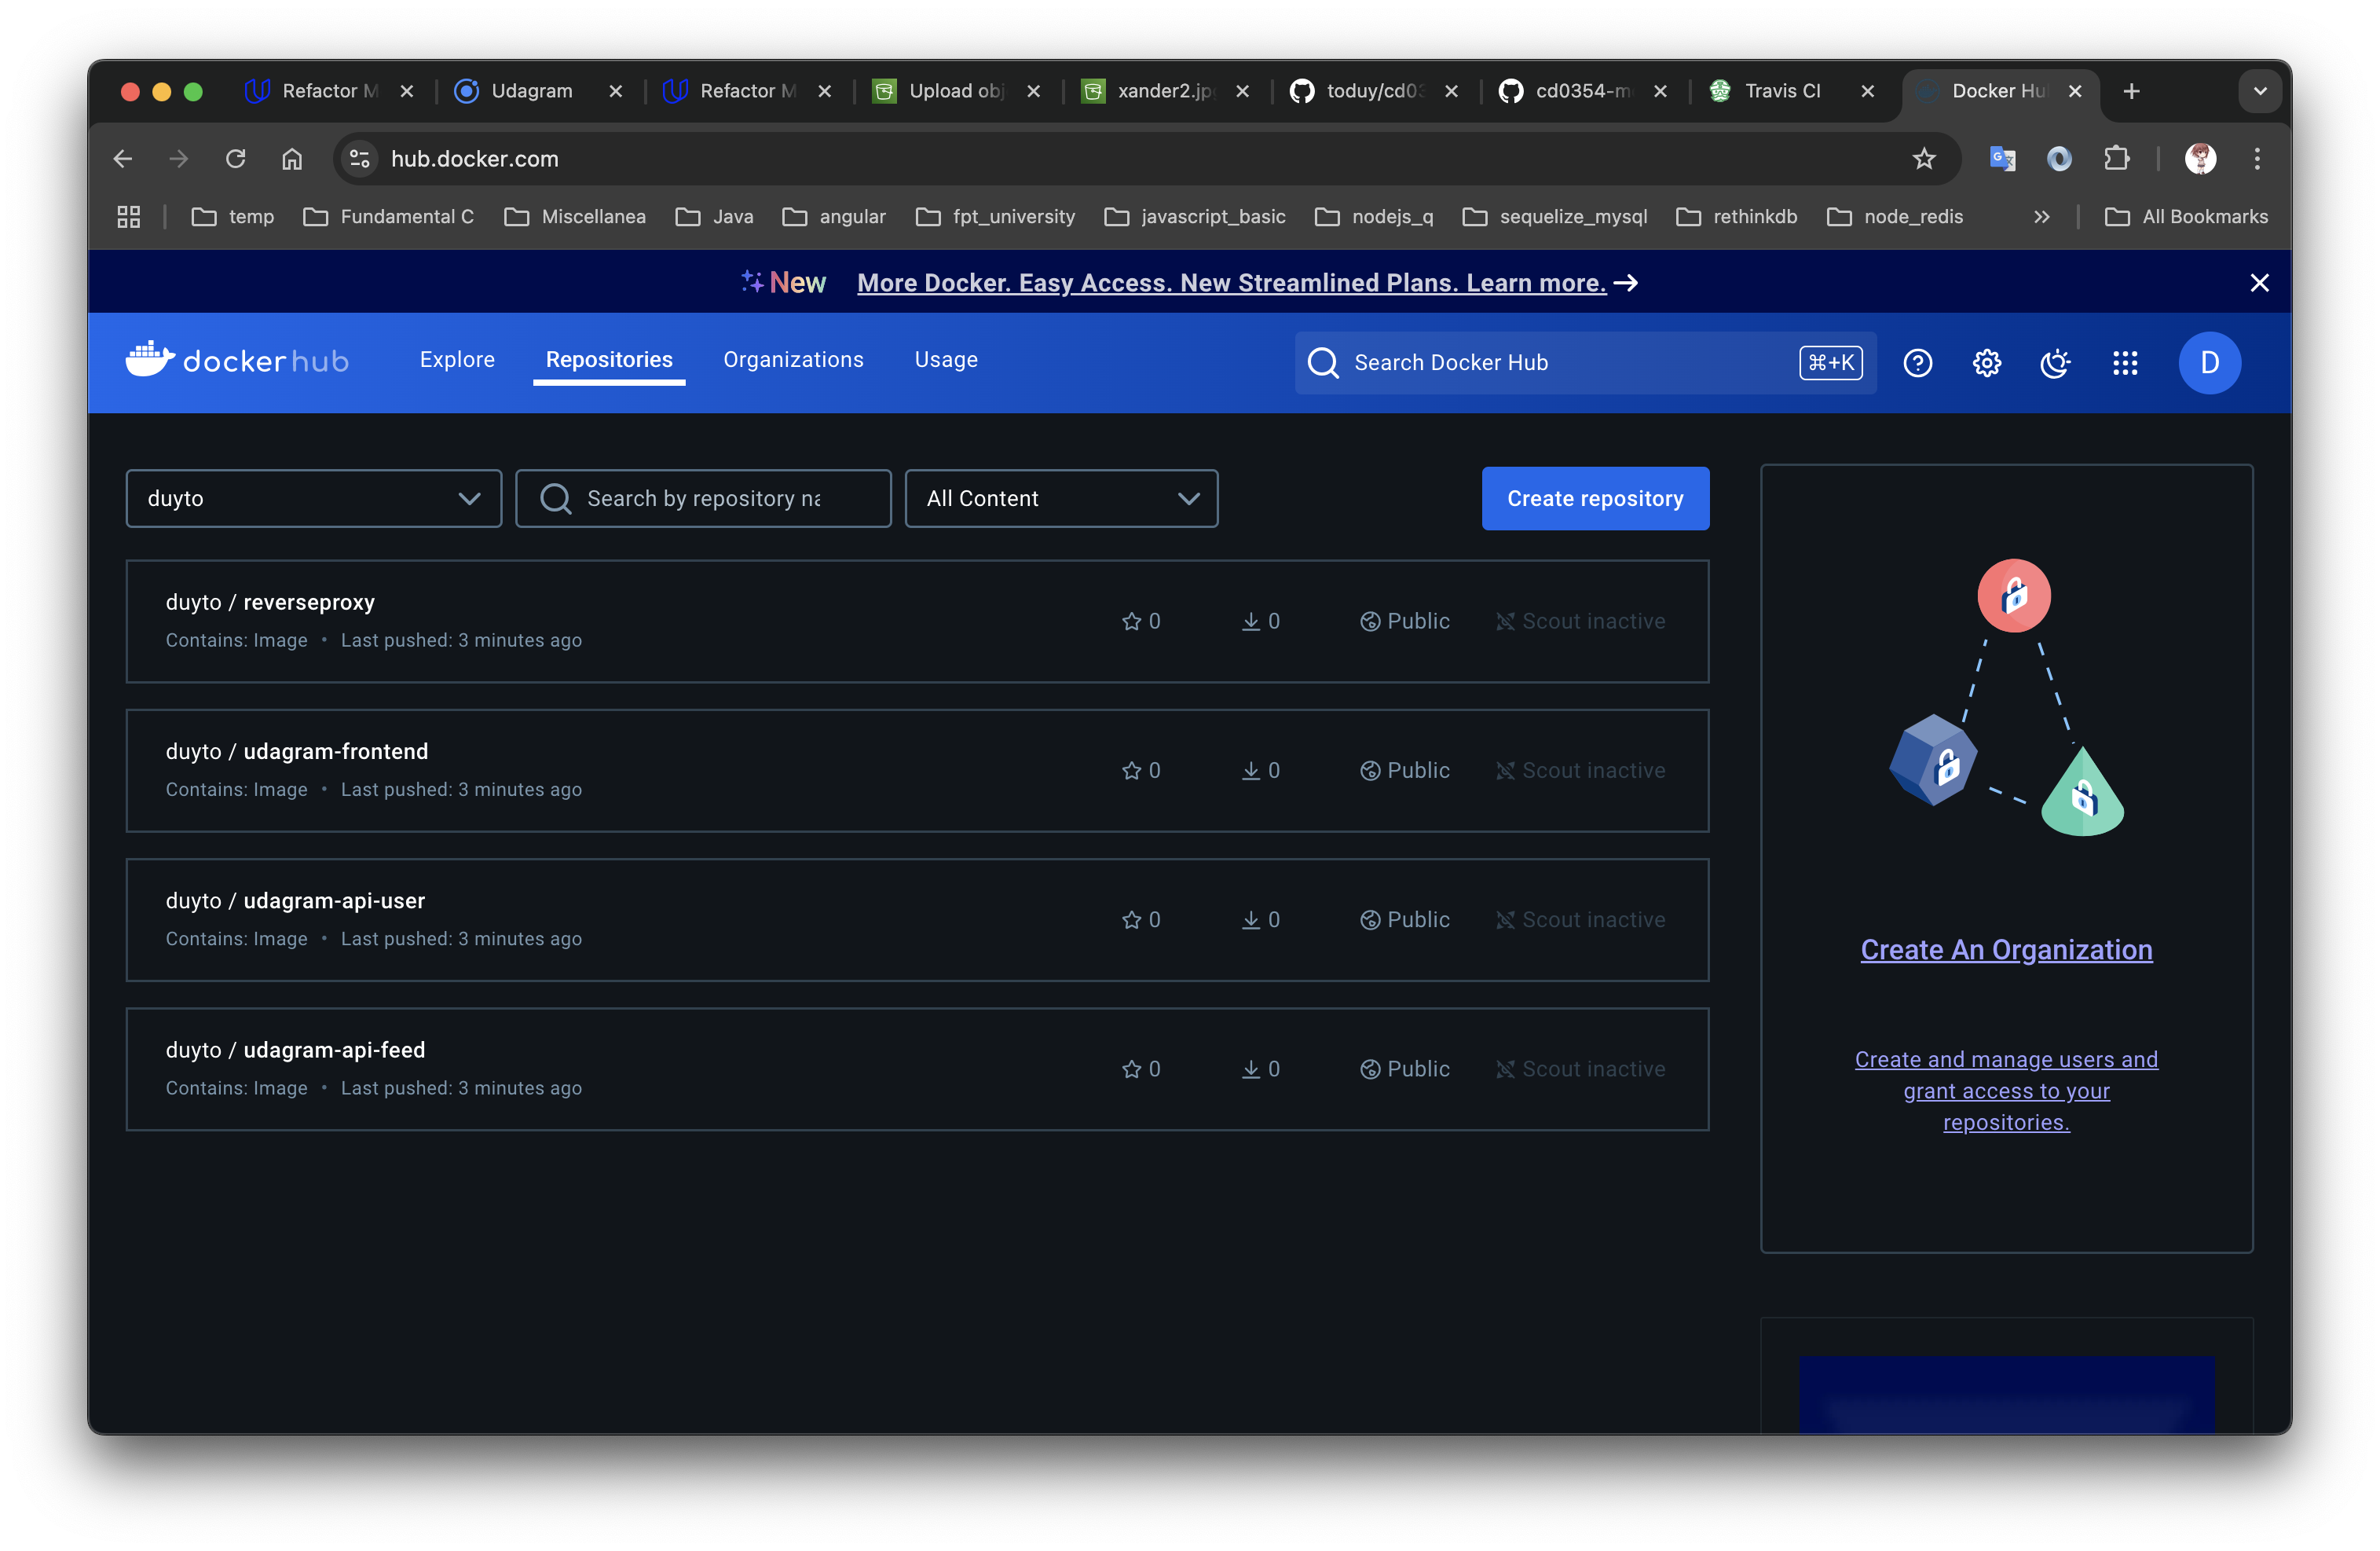 Refactor M
Udagram
Refactor M
Upload obj
xander2.jp
toduy/cd03
cd0354-m
Travis CI
Docker Hu
hub.docker.com
temp
Fundamental C
Miscellanea
Java
angular
fpt_university
javascript_basic
nodejs_q
sequelize_mysql
rethinkdb
node_redis
All Bookmarks
New More Docker. Easy Access. New Streamlined Plans. Learn more. →
dockerhub
Explore
Repositories
Organizations
Usage
Search Docker Hub
⌘+K
D
duyto
Search by repository na
All Content
Create repository
duyto / reverseproxy
Contains: Image • Last pushed: 3 minutes ago
0
0
Public
Scout inactive
duyto / udagram-frontend
Contains: Image • Last pushed: 3 minutes ago
0
0
Public
Scout inactive
duyto / udagram-api-user
Contains: Image • Last pushed: 3 minutes ago
0
0
Public
Scout inactive
duyto / udagram-api-feed
Contains: Image • Last pushed: 3 minutes ago
0
0
Public
Scout inactive
Create An Organization
Create and manage users and
grant access to your
repositories.